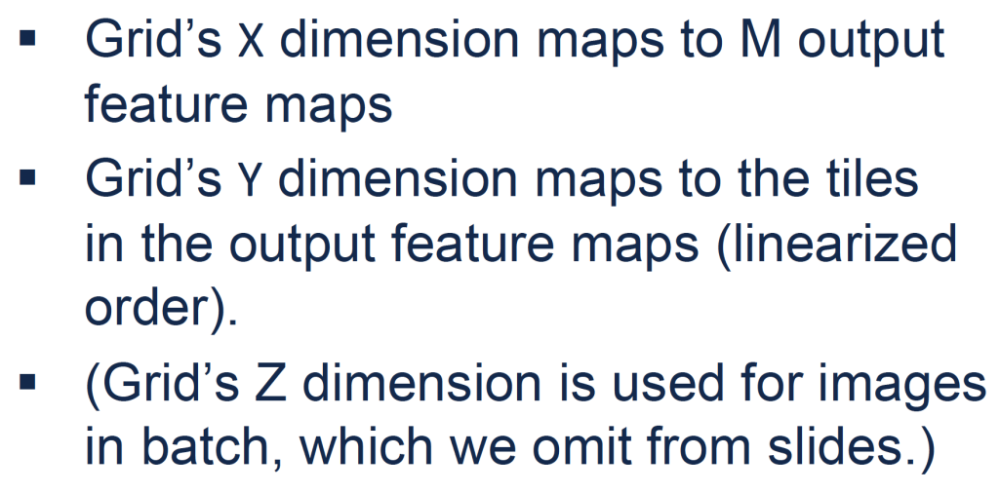 ▪ Grid’s X dimension maps to M output
feature maps
▪ Grid’s Y dimension maps to the tiles
in the output feature maps (linearized
order).
▪ (Grid’s Z dimension is used for images
in batch, which we omit from slides.)